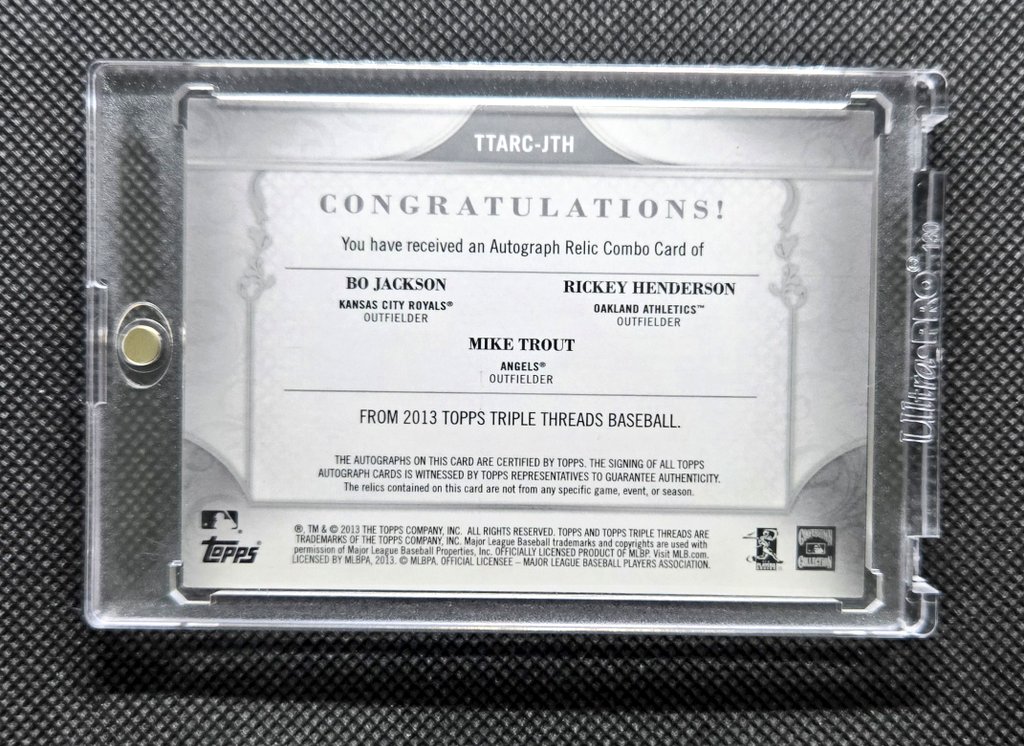 TTARC-JTH
CONGRATULATIONS!
You have received an Autograph Relic Combo Card of
BO JACKSON
KANSAS CITY ROYALS®
OUTFIELDER
RICKEY HENDERSON
OAKLAND ATHLETICS™
OUTFIELDER
MIKE TROUT
ANGELS®
OUTFIELDER
FROM 2013 TOPPS TRIPLE THREADS BASEBALL.
THE AUTOGRAPHS ON THIS CARD ARE CERTIFIED BY TOPPS. THE SIGNING OF ALL TOPPS
AUTOGRAPH CARDS IS WITNESSED BY TOPPS REPRESENTATIVES TO GUARANTEE AUTHENTICITY.
The relics contained on this card are not from any specific game, event, or season.
®, TM & © 2013 THE TOPPS COMPANY, INC. ALL RIGHTS RESERVED. TOPPS AND TOPPS TRIPLE THREADS ARE
TRADEMARKS OF THE TOPPS COMPANY, INC. Major League Baseball trademarks and copyrights are used with
permission of Major League Baseball Properties, Inc. OFFICIALLY LICENSED PRODUCT OF MLBP. Visit MLB.com.
LICENSED BY MLBPA, 2013. © MLBPA, OFFICIAL LICENSEE – MAJOR LEAGUE BASEBALL PLAYERS ASSOCIATION.
Topps®
COOPERSTOWN
COLLECTION
UltraPRO® 180